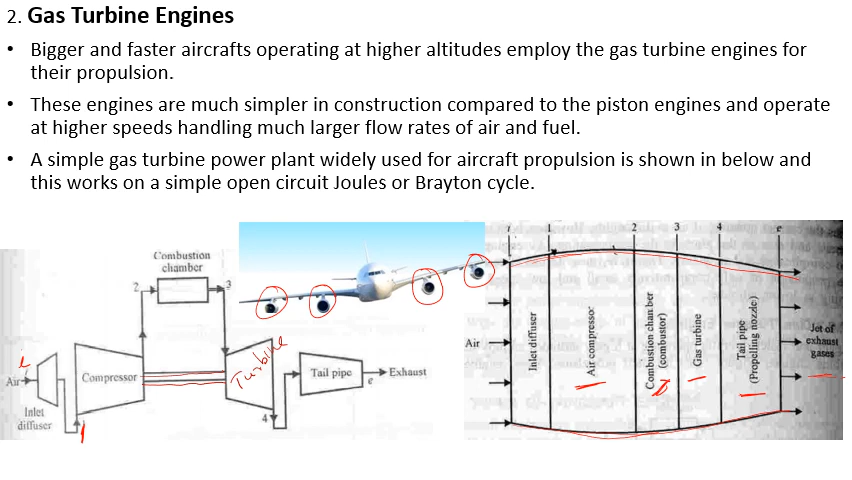 2. Gas Turbine Engines
• Bigger and faster aircrafts operating at higher altitudes employ the gas turbine engines for
their propulsion.
• These engines are much simpler in construction compared to the piston engines and operate
at higher speeds handling much larger flow rates of air and fuel.
• A simple gas turbine power plant widely used for aircraft propulsion is shown in below and
this works on a simple open circuit Joules or Brayton cycle.
Combustion
chamber
2
3
i
Air
Compressor
Turbine
Tail pipe
Exhaust
e
Inlet
diffuser
1
4
i
1
2
3
4
e
Air
Inlet diffuser
Air compressor
Combustion chamber
(combustor)
Gas turbine
Tail pipe
(Propelling nozzle)
Jet of
exhaust
gases